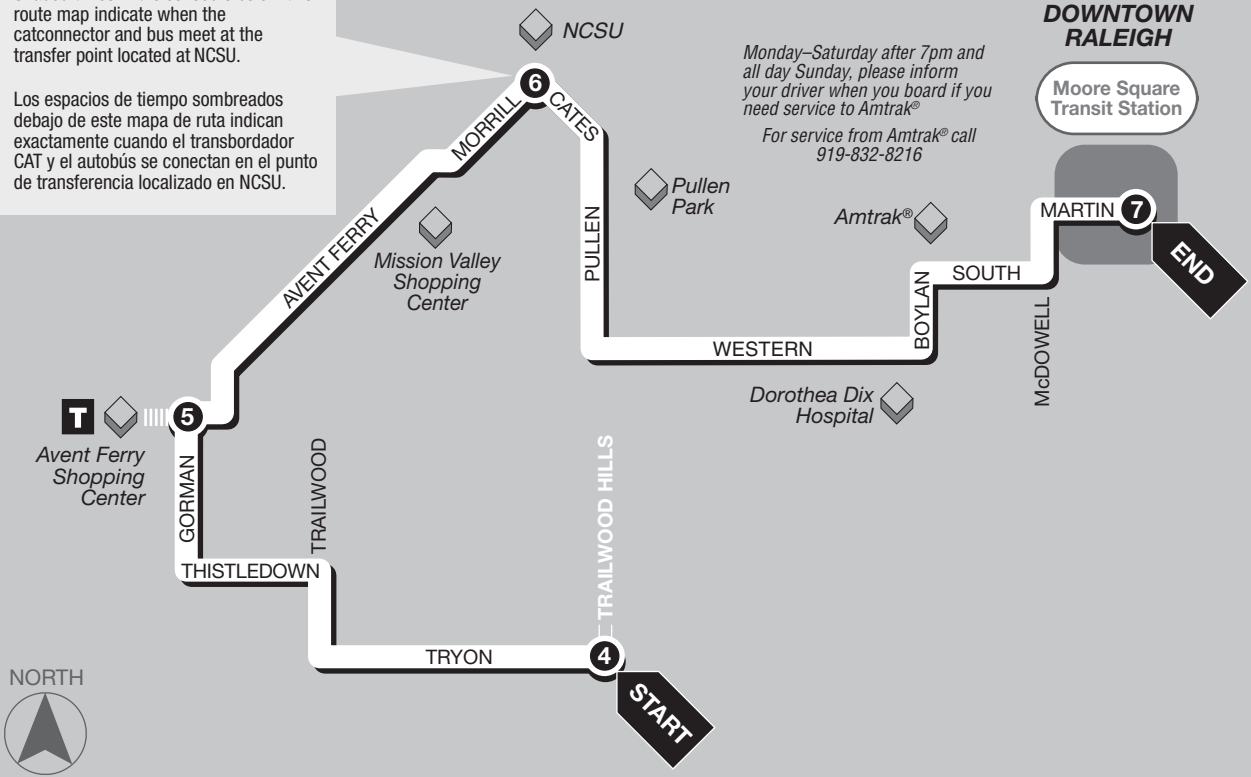 route map indicate when the
catconnector and bus meet at the
transfer point located at NCSU.
Los espacios de tiempo sombreados
debajo de este mapa de ruta indican
exactamente cuando el transbordador
CAT y el autobús se conectan en el punto
de transferencia localizado en NCSU.
NCSU
6
CATES
MORRILL
Monday–Saturday after 7pm and
all day Sunday, please inform
your driver when you board if you
need service to Amtrak®
For service from Amtrak® call
919-832-8216
DOWNTOWN
RALEIGH
Moore Square
Transit Station
Pullen
Park
PULLEN
Amtrak®
MARTIN
7
END
AVENT FERRY
Mission Valley
Shopping
Center
SOUTH
BOYLAN
McDOWELL
WESTERN
Dorothea Dix
Hospital
T
5
Avent Ferry
Shopping
Center
GORMAN
TRAILWOOD
TRAILWOOD HILLS
THISTLEDOWN
TRYON
4
START
NORTH